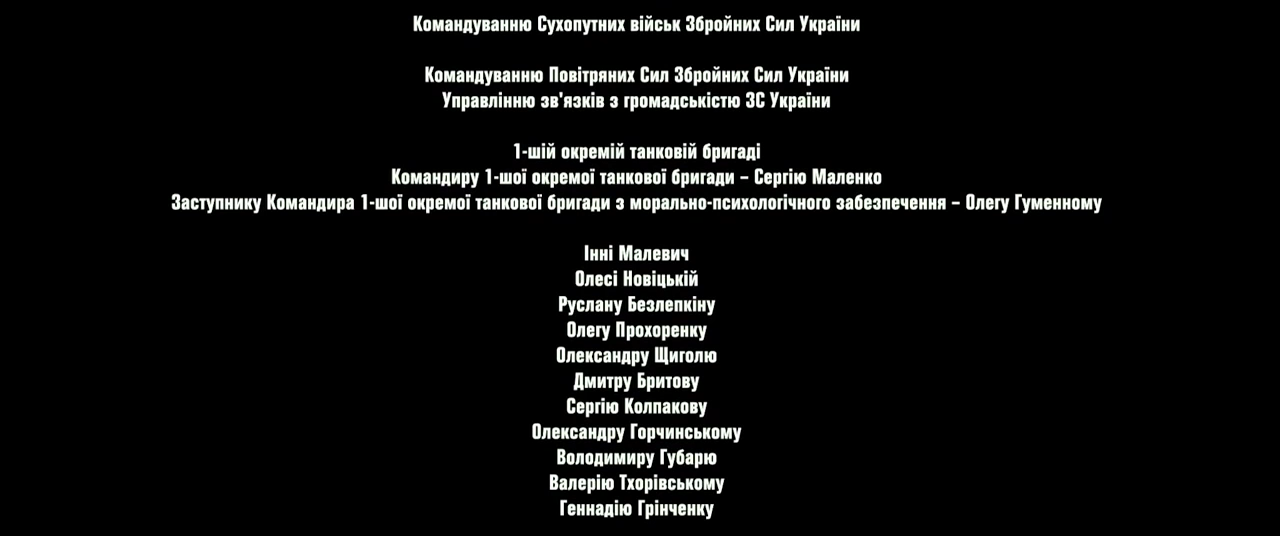 Командуванню Сухопутних військ Збройних Сил України
Командуванню Повітряних Сил Збройних Сил України
Управлінню зв'язків з громадськістю ЗС України
1-шій окремій танковій бригаді
Командиру 1-шої окремої танкової бригади – Сергію Маленко
Заступнику Командира 1-шої окремої танкової бригади з морально-психологічного забезпечення – Олегу Гуменному
Інні Малевич
Олесі Новіцькій
Руслану Безлепкіну
Олегу Прохоренку
Олександру Щиголю
Дмитру Бритову
Сергію Колпакову
Олександру Горчинському
Володимиру Губарю
Валерію Тхорівському
Геннадію Грінченку